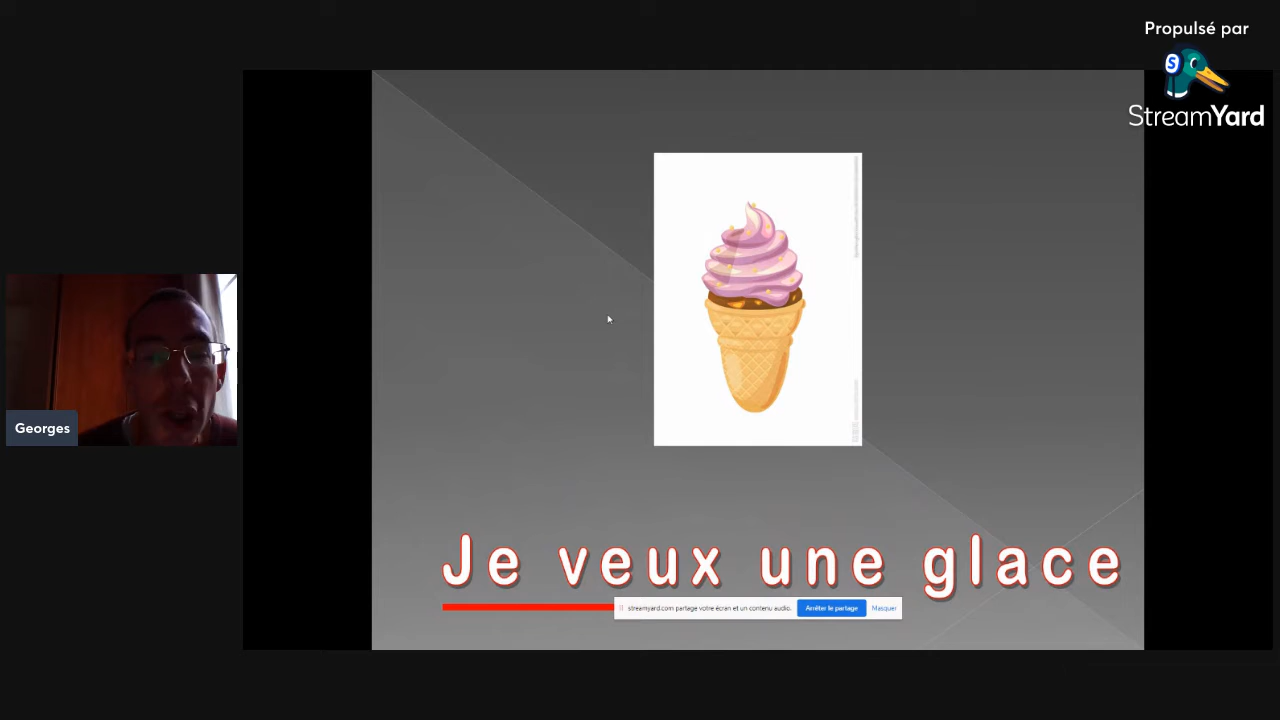 Propulsé par
StreamYard
Georges
Je veux une glace
streamyard.com partage votre écran et un contenu audio. Arrêter le partage Masquer